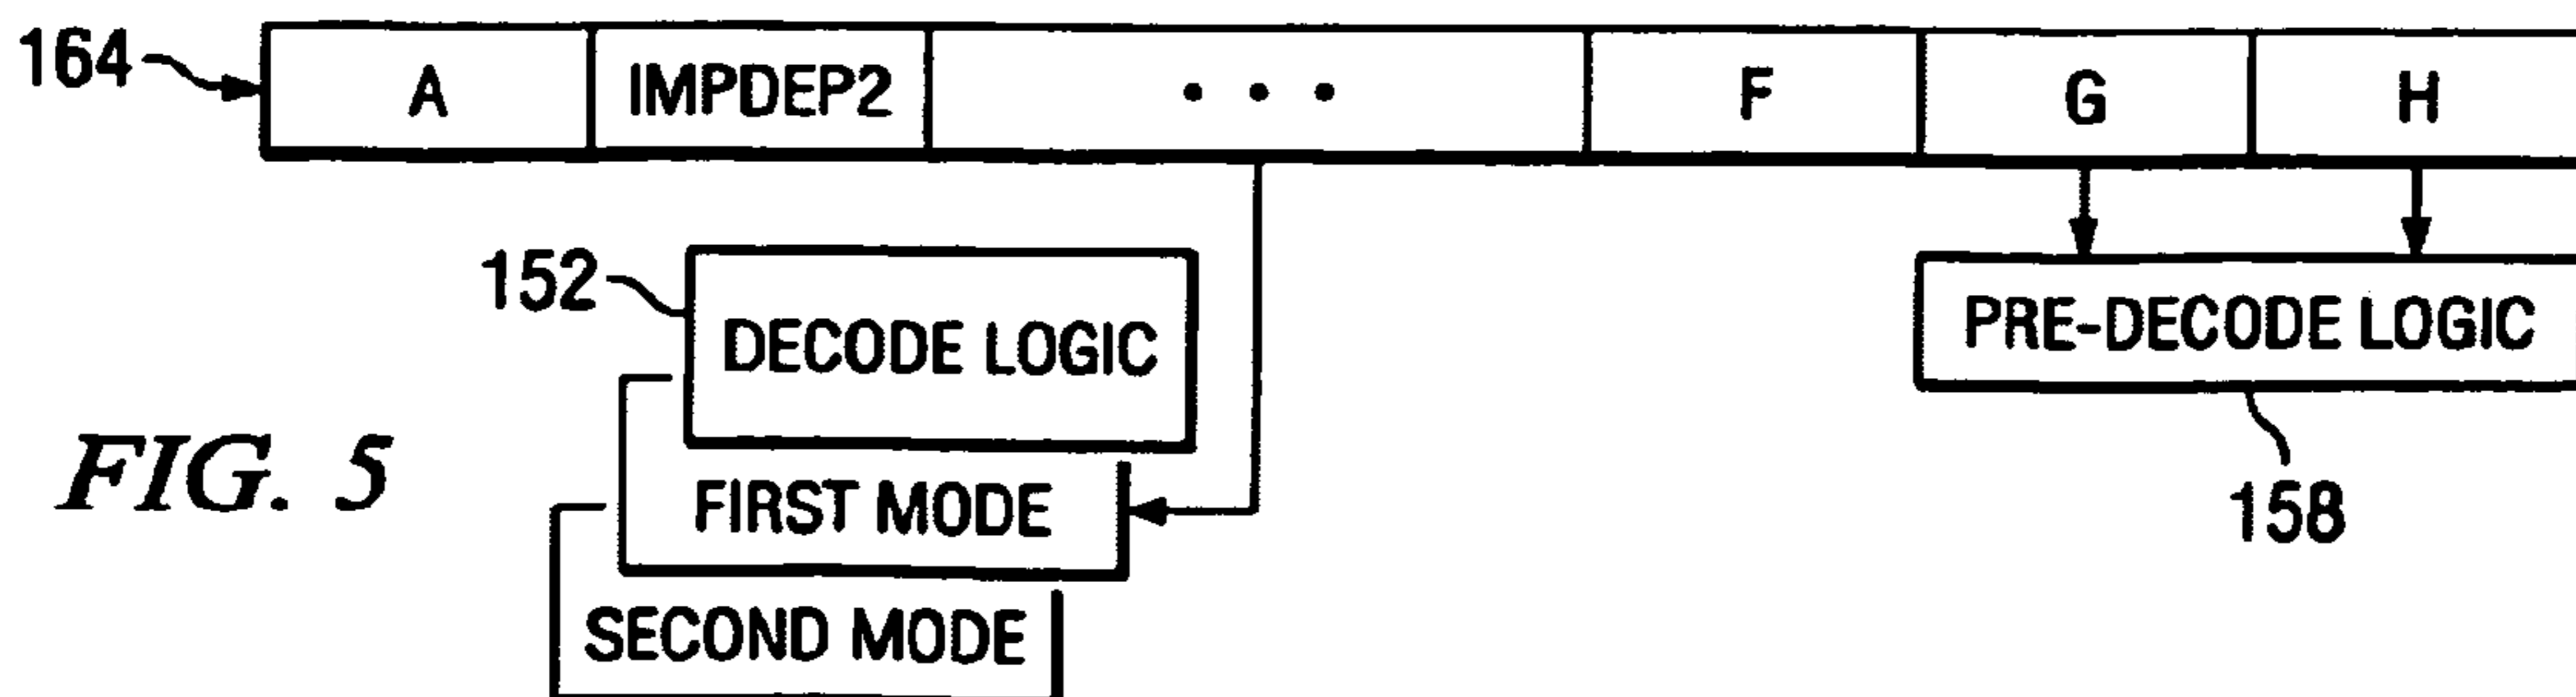 164 A IMPDEP2 • • • F G H
152 DECODE LOGIC
PRE-DECODE LOGIC
FIRST MODE
158
SECOND MODE
FIG. 5